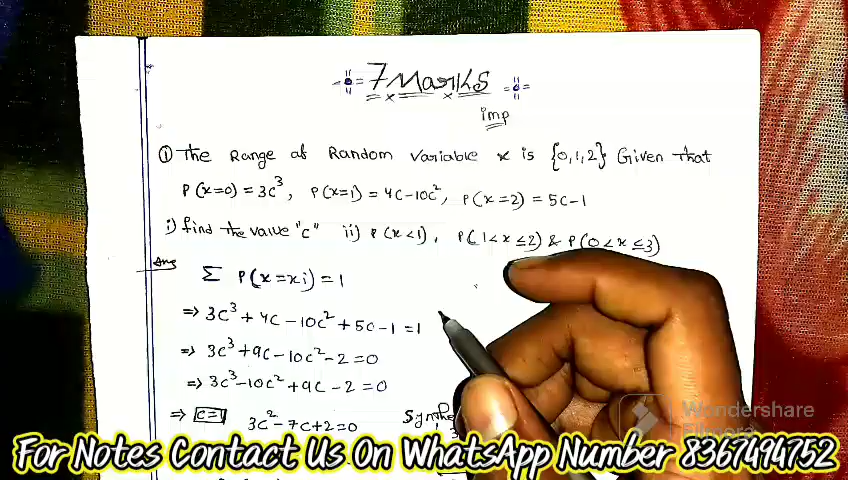 7 Marks
imp
① The Range of Random Variable x is {0,1,2} Given that
P(x=0) = 3c³, P(x=1) = 4c-10c², P(x=2) = 5c-1
i) find the value "c" ii) P(x<1), P(1<x≤2) & P(0<x≤3)
Ans
Σ P(x=xi) = 1
⇒ 3c³ + 4c - 10c² + 5c - 1 = 1
⇒ 3c³ + 9c - 10c² - 2 = 0
⇒ 3c³ - 10c² + 9c - 2 = 0
⇒ c=1 3c² - 7c + 2 = 0
Wondershare
Filmora
For Notes Contact Us On WhatsApp Number 8367494752